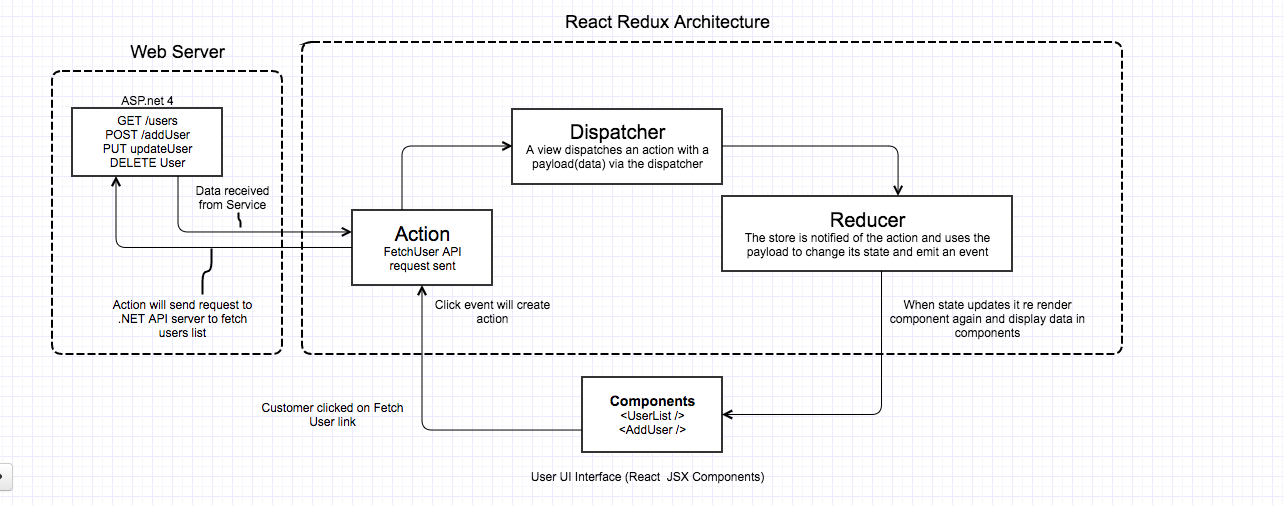 React Redux Architecture
Web Server
ASP.net 4
GET /users
POST /addUser
PUT updateUser
DELETE User
Data received
from Service
Action will send request to
.NET API server to fetch
users list
Dispatcher
A view dispatches an action with a
payload(data) via the dispatcher
Action
FetchUser API
request sent
Reducer
The store is notified of the action and uses the
payload to change its state and emit an event
Click event will create
action
When state updates it re render
component again and display data in
components
Customer clicked on Fetch
User link
Components
<UserList />
<AddUser />
User UI Interface (React  JSX Components)